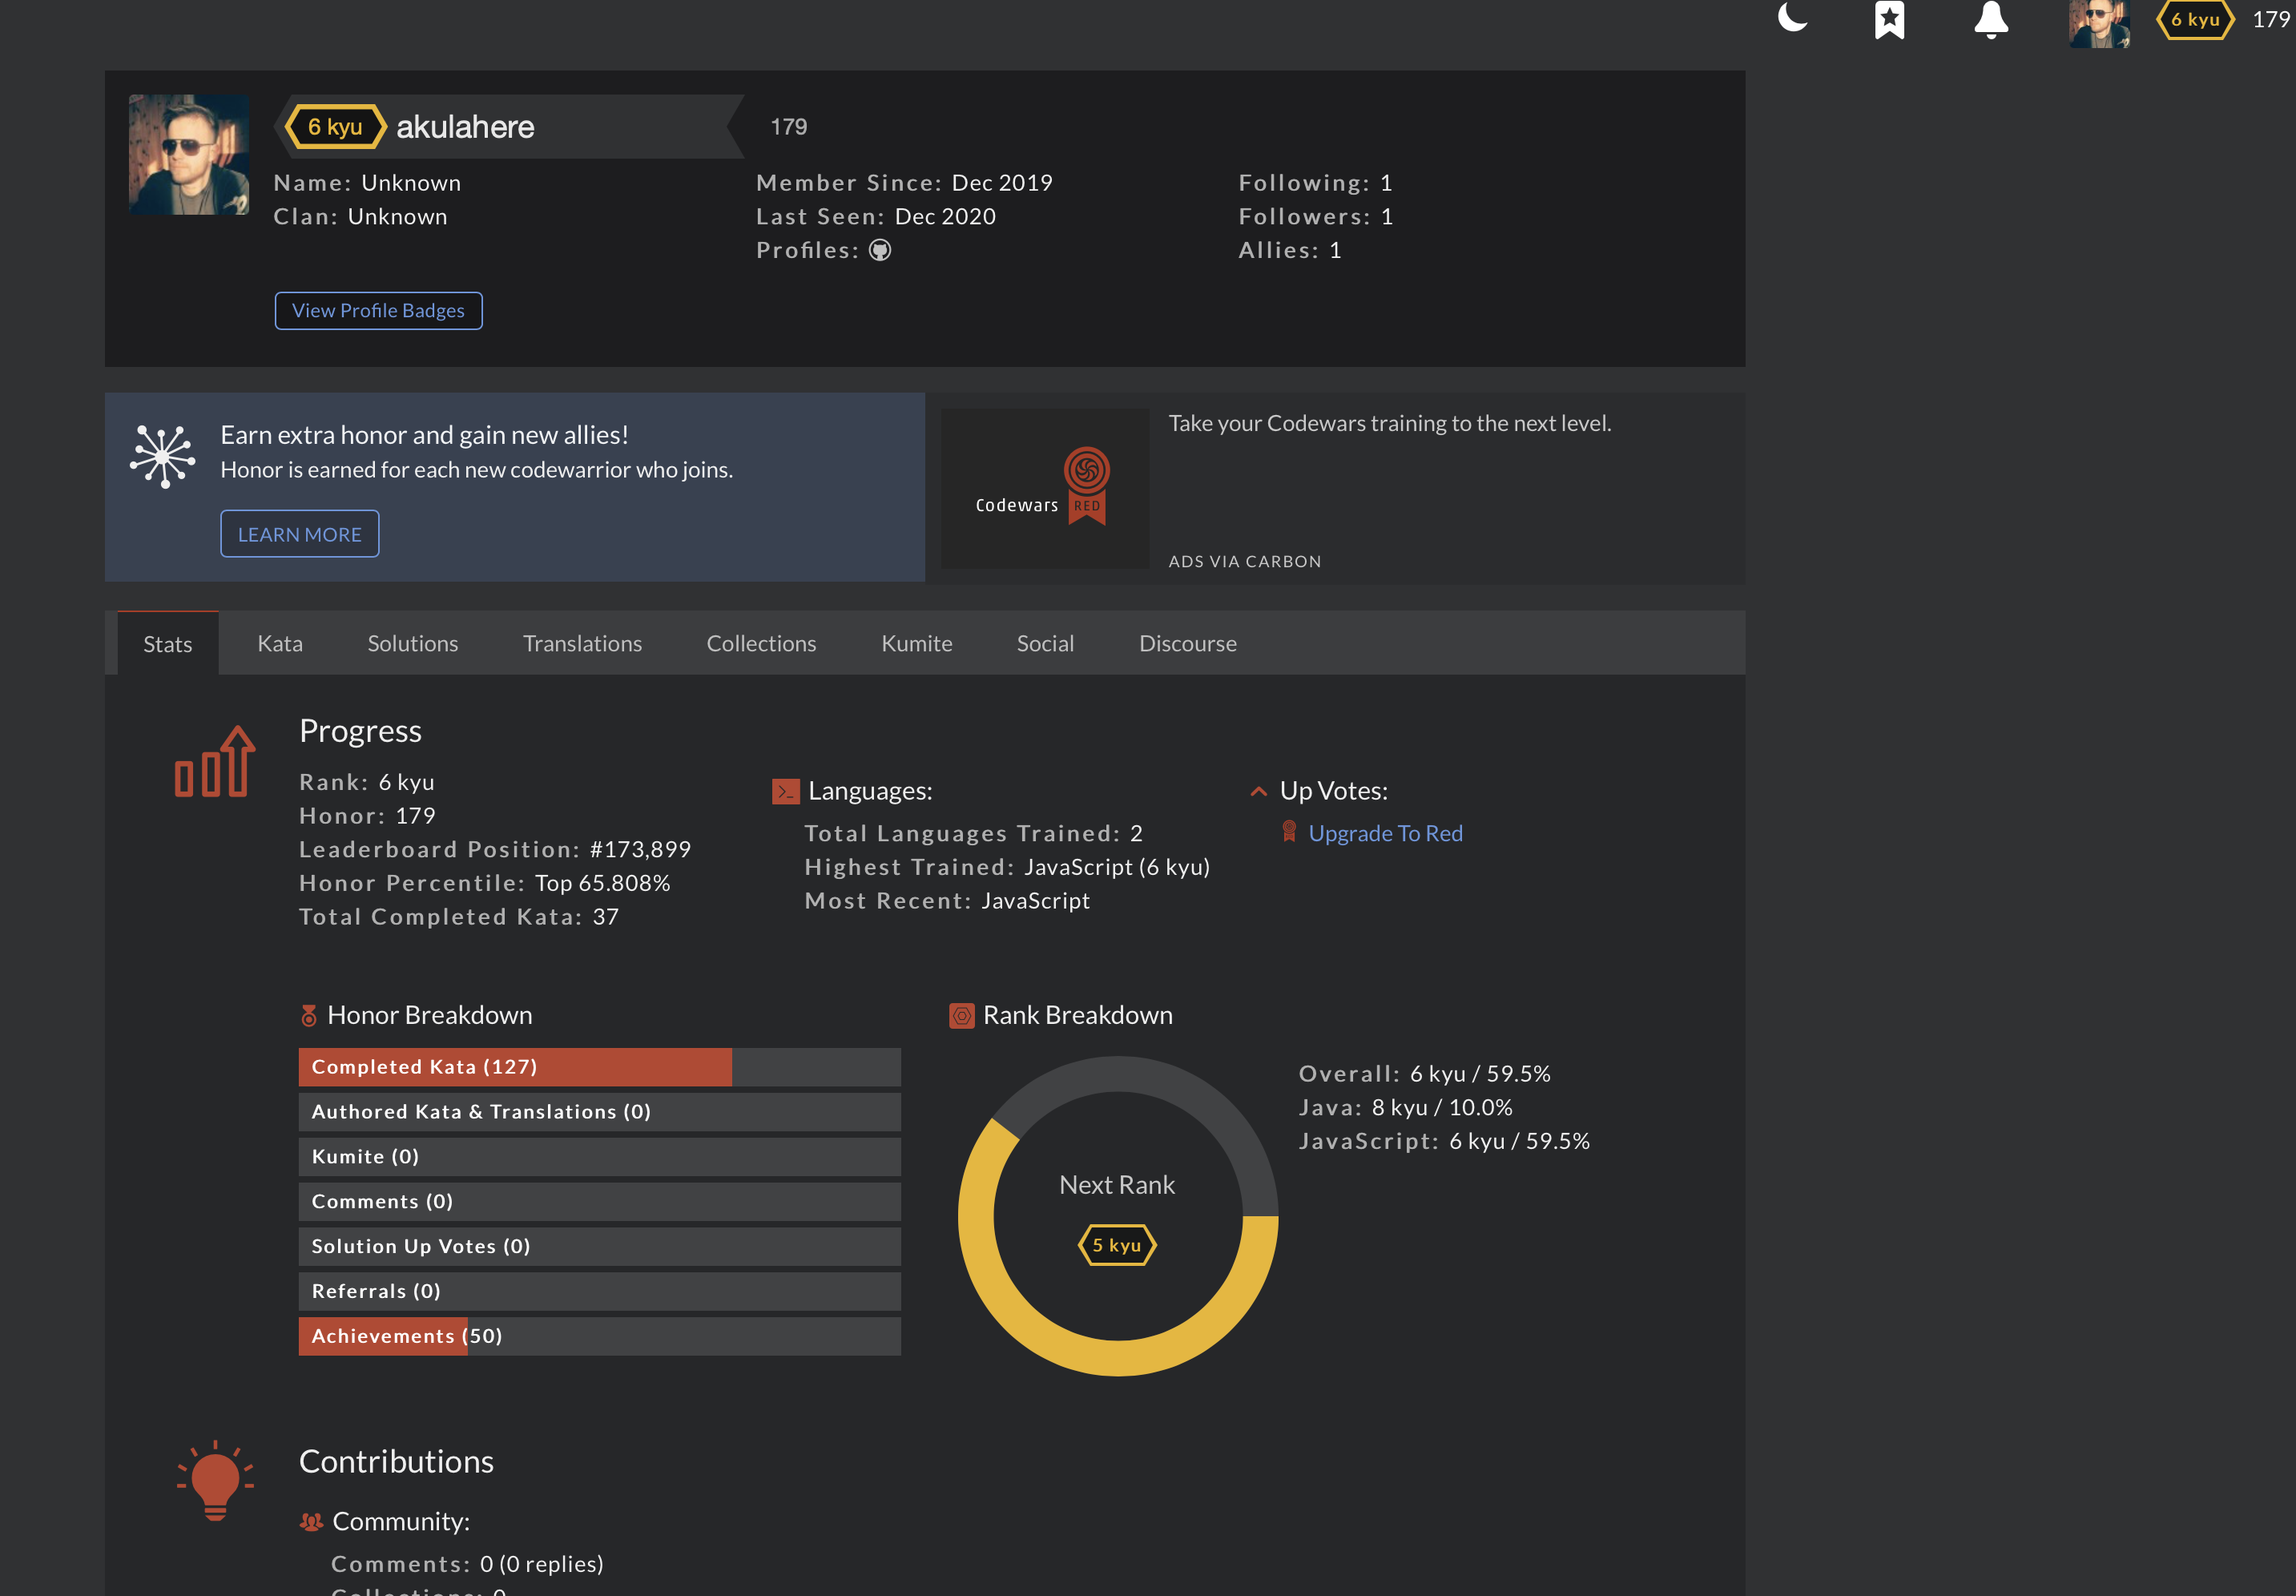 6 kyu 179
6 kyu akulahere 179
Name: Unknown
Clan: Unknown
Member Since: Dec 2019
Last Seen: Dec 2020
Profiles:
Following: 1
Followers: 1
Allies: 1
View Profile Badges
Earn extra honor and gain new allies!
Honor is earned for each new codewarrior who joins.
LEARN MORE
Codewars RED
Take your Codewars training to the next level.
ADS VIA CARBON
Stats Kata Solutions Translations Collections Kumite Social Discourse
Progress
Rank: 6 kyu
Honor: 179
Leaderboard Position: #173,899
Honor Percentile: Top 65.808%
Total Completed Kata: 37
Languages:
Total Languages Trained: 2
Highest Trained: JavaScript (6 kyu)
Most Recent: JavaScript
Up Votes:
Upgrade To Red
Honor Breakdown
Completed Kata (127)
Authored Kata & Translations (0)
Kumite (0)
Comments (0)
Solution Up Votes (0)
Referrals (0)
Achievements (50)
Rank Breakdown
Next Rank
5 kyu
Overall: 6 kyu / 59.5%
Java: 8 kyu / 10.0%
JavaScript: 6 kyu / 59.5%
Contributions
Community:
Comments: 0 (0 replies)
Collections: 0